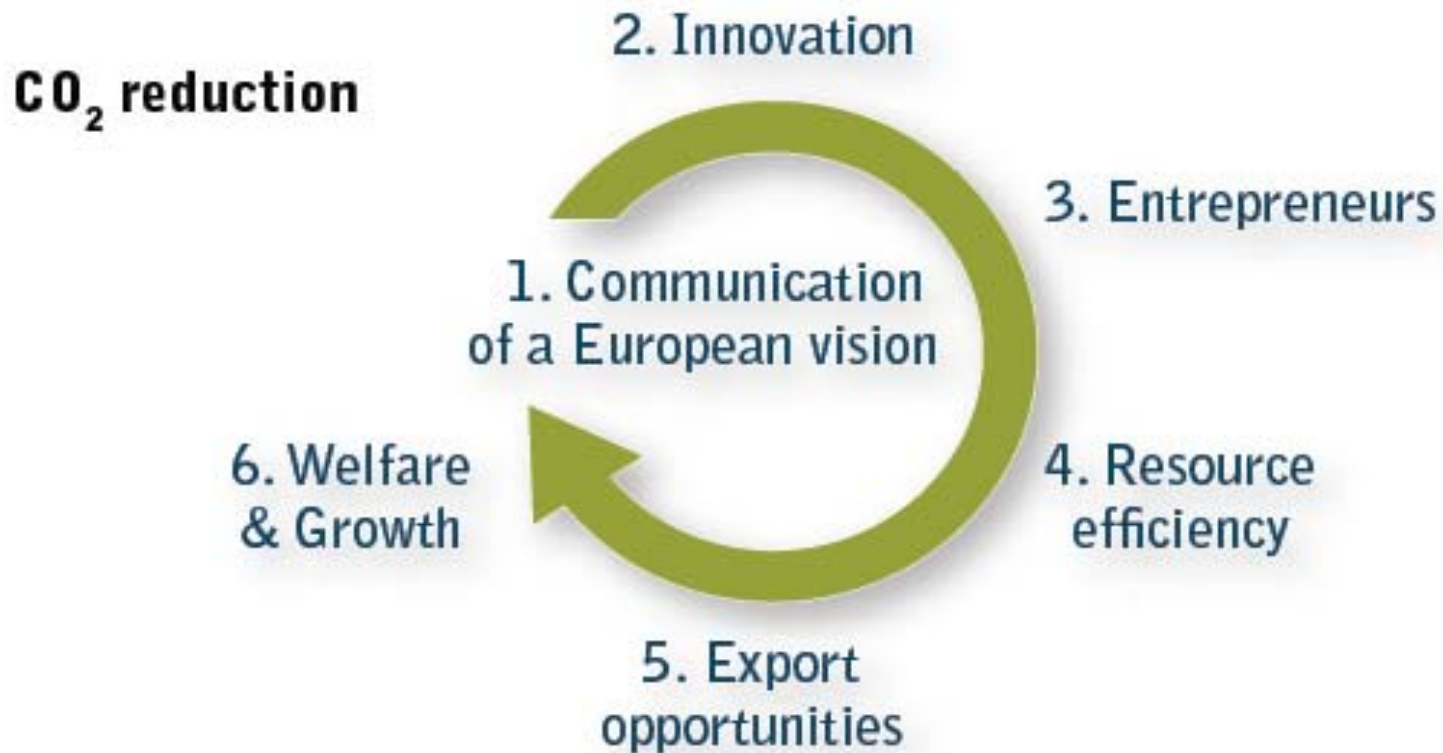 CO₂ reduction
2. Innovation
3. Entrepreneurs
1. Communication
of a European vision
4. Resource
efficiency
5. Export
opportunities
6. Welfare
& Growth